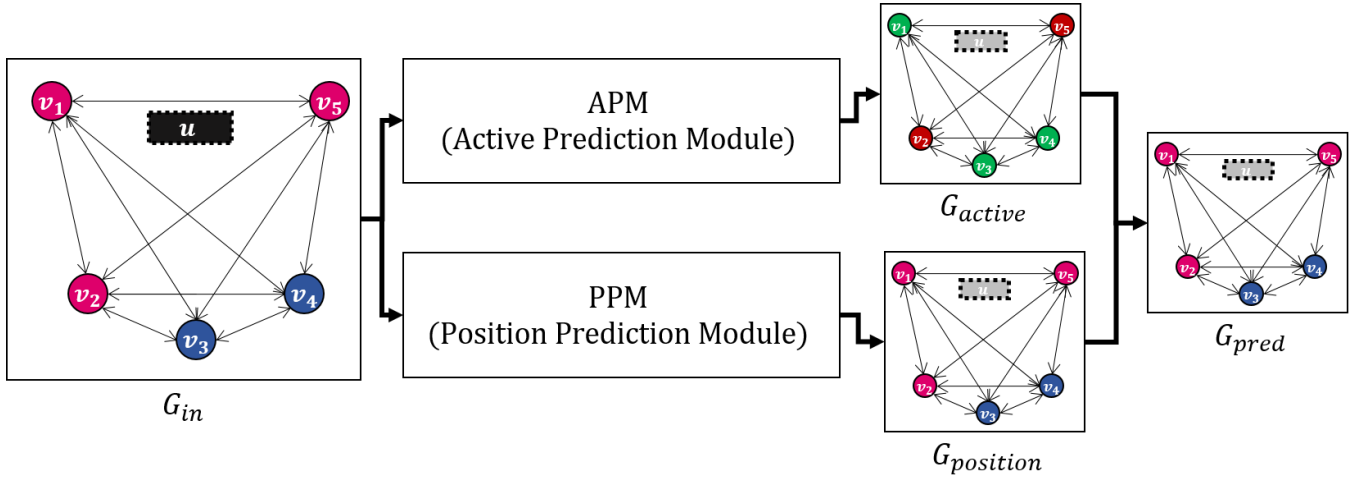 v1
v5
u
v2
v4
v3
G_in
APM
(Active Prediction Module)
PPM
(Position Prediction Module)
v1
v5
u
v2
v4
v3
G_active
v1
v5
u
v2
v4
v3
G_position
v1
v5
u
v2
v4
v3
G_pred